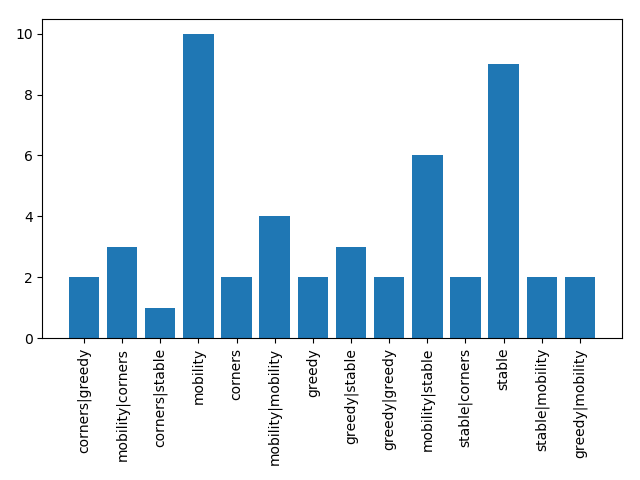 10
8
6
4
2
0
corners|greedy
mobility|corners
corners|stable
mobility
corners
mobility|mobility
greedy
greedy|stable
greedy|greedy
mobility|stable
stable|corners
stable
stable|mobility
greedy|mobility